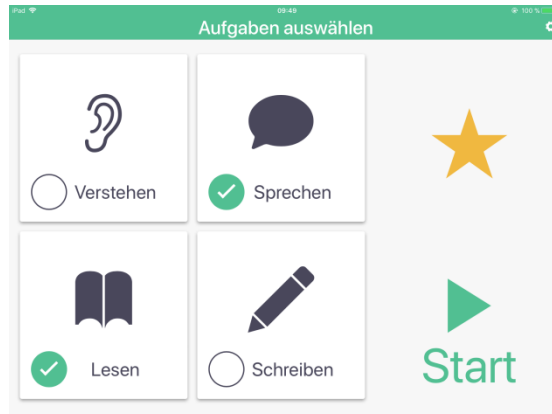 iPad 09:49 100 %
Aufgaben auswählen
Verstehen
Sprechen
Lesen
Schreiben
Start